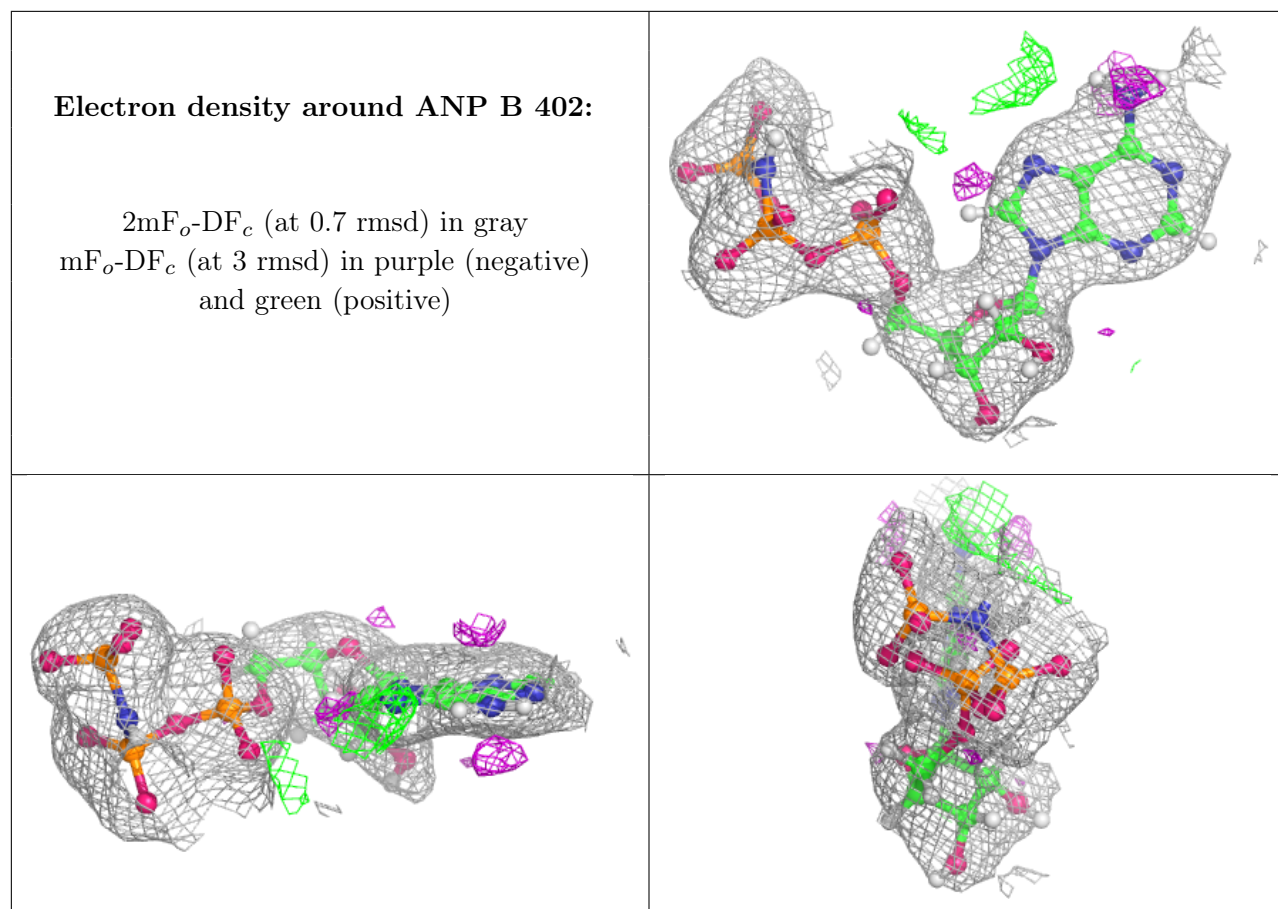 Electron density around ANP B 402:
2mFₒ-DF𝒸 (at 0.7 rmsd) in gray
mFₒ-DF𝒸 (at 3 rmsd) in purple (negative)
and green (positive)